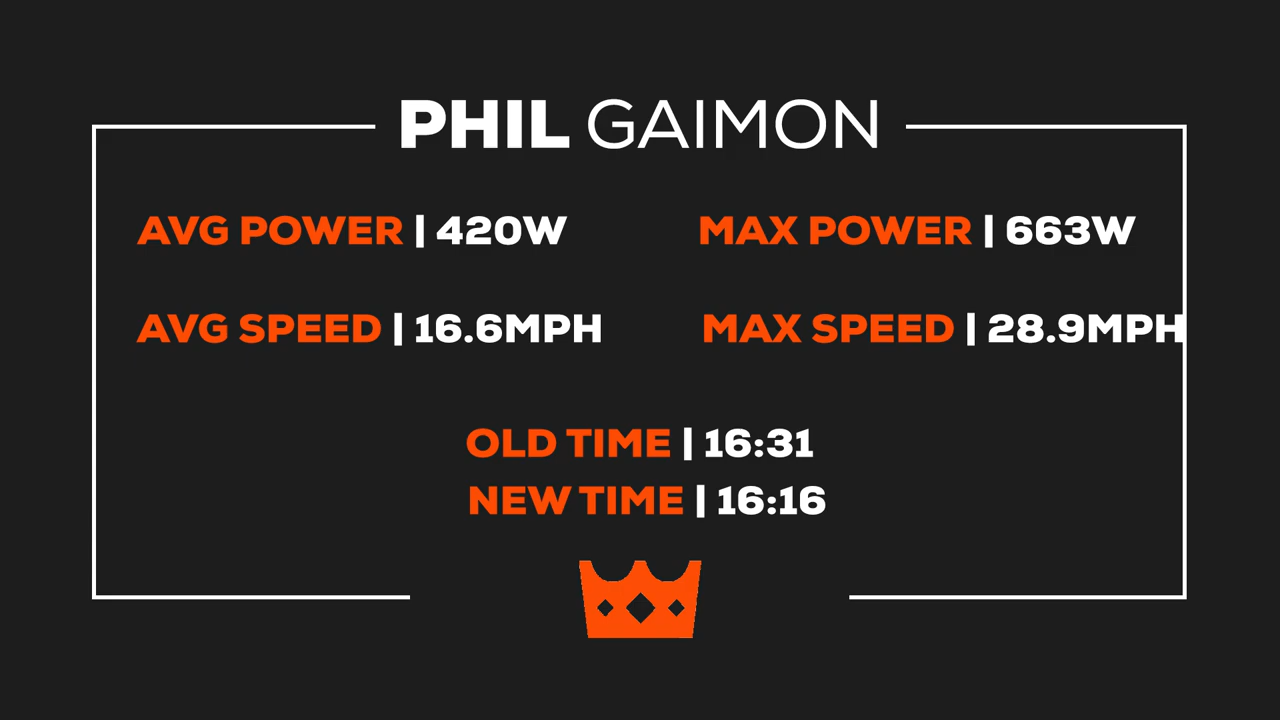 PHIL GAIMON
AVG POWER | 420W
MAX POWER | 663W
AVG SPEED | 16.6MPH
MAX SPEED | 28.9MPH
OLD TIME | 16:31
NEW TIME | 16:16